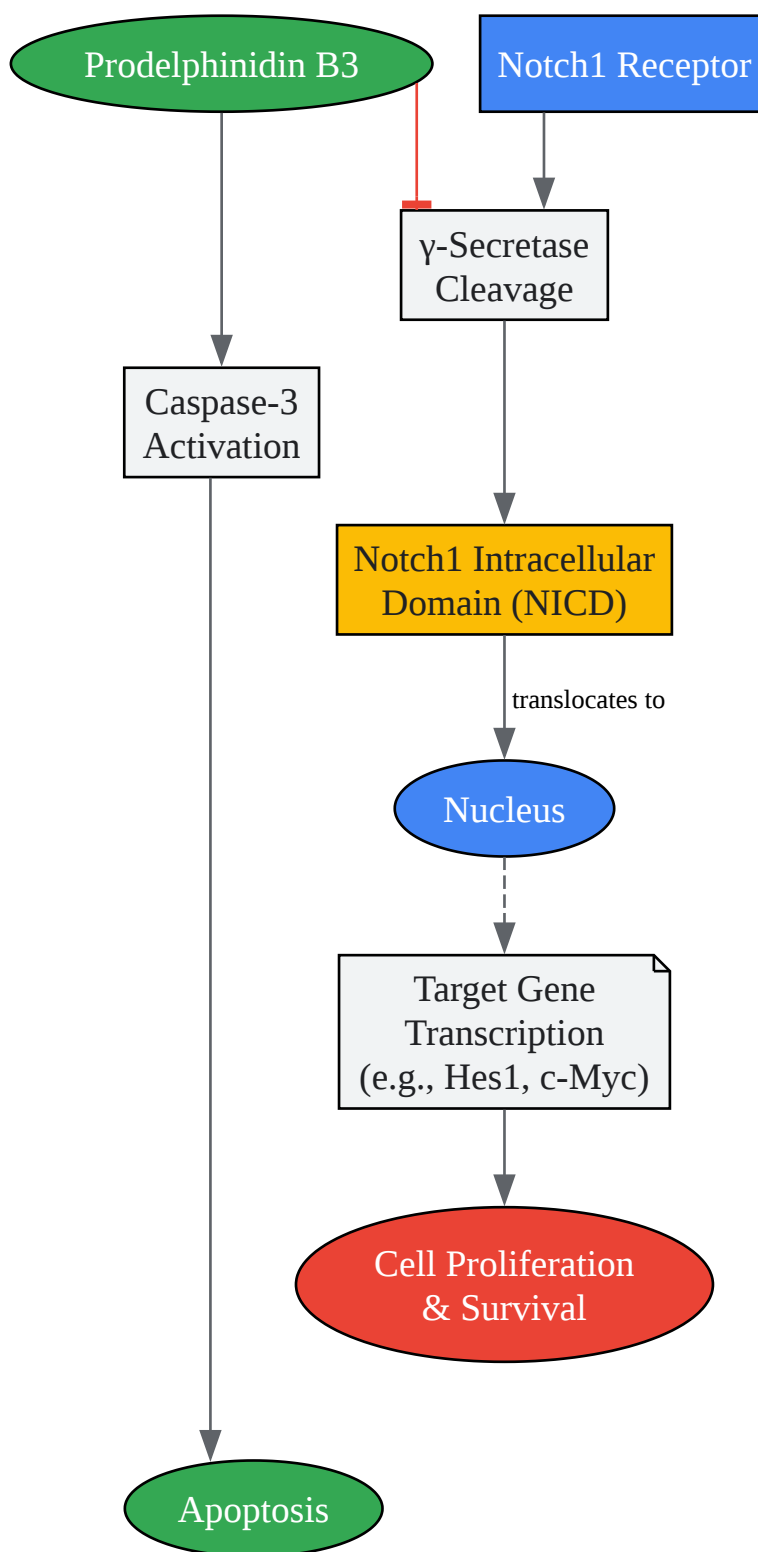 Prodelphinidin B3
Notch1 Receptor
γ-Secretase
Cleavage
Caspase-3
Activation
Notch1 Intracellular
Domain (NICD)
translocates to
Nucleus
Target Gene
Transcription
(e.g., Hes1, c-Myc)
Cell Proliferation
& Survival
Apoptosis